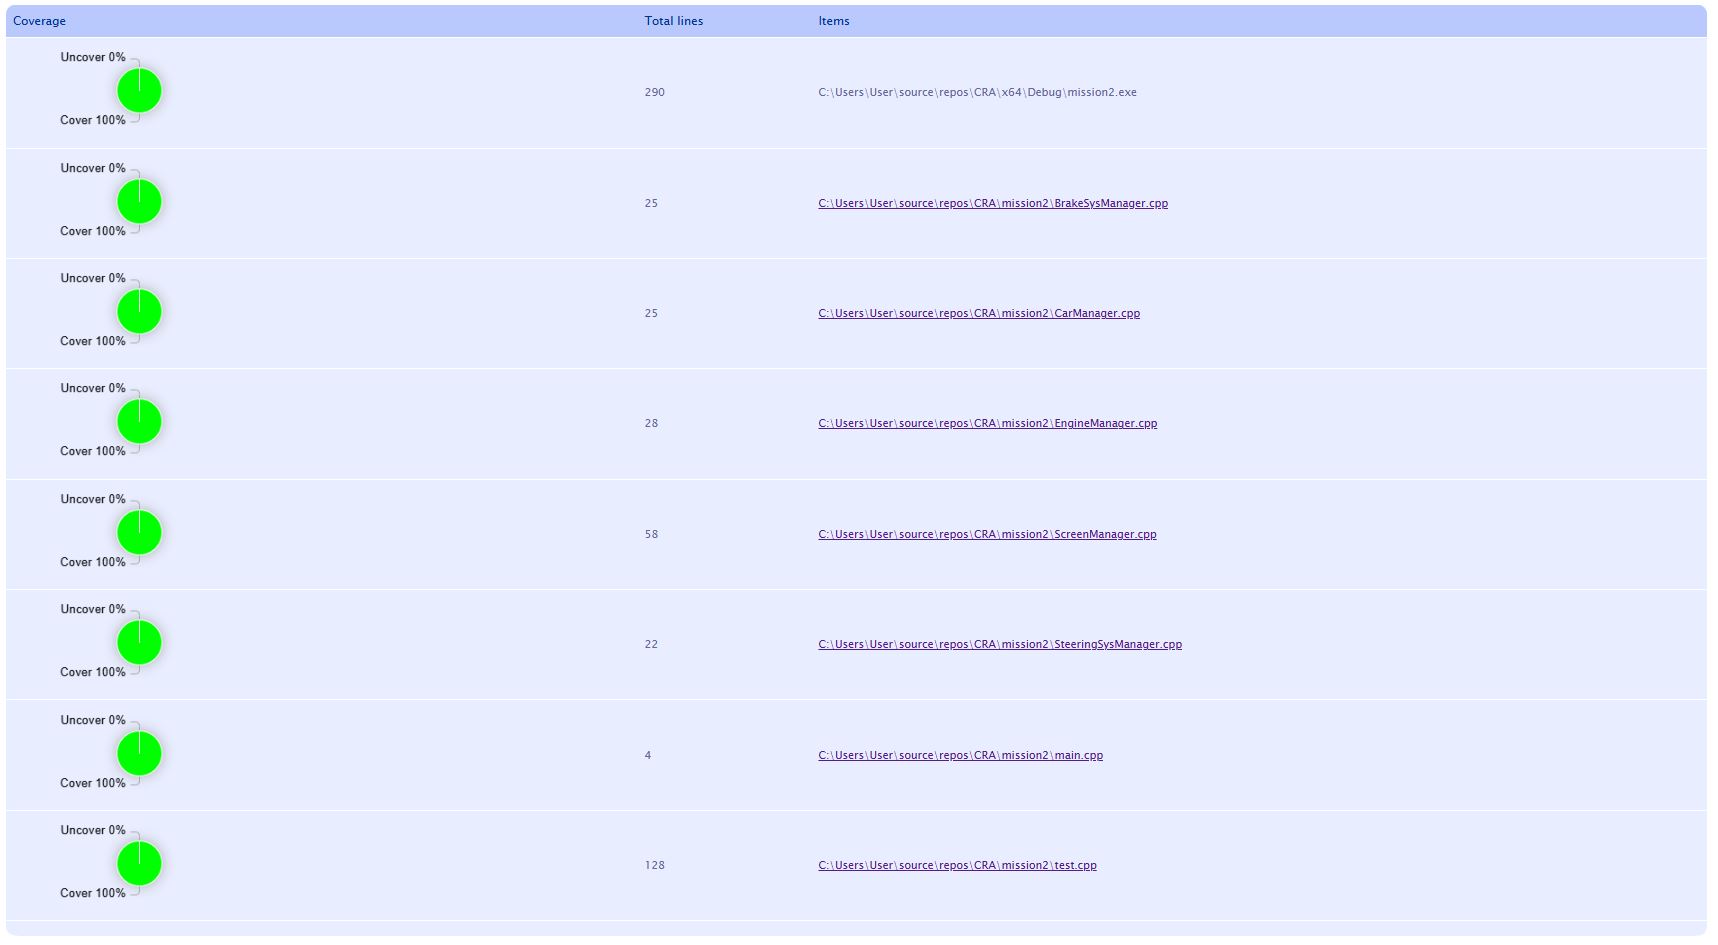 Coverage Total lines Items
Uncover 0%
290 C:\Users\User\source\repos\CRA\x64\Debug\mission2.exe
Cover 100%
Uncover 0%
25 C:\Users\User\source\repos\CRA\mission2\BrakeSysManager.cpp
Cover 100%
Uncover 0%
25 C:\Users\User\source\repos\CRA\mission2\CarManager.cpp
Cover 100%
Uncover 0%
28 C:\Users\User\source\repos\CRA\mission2\EngineManager.cpp
Cover 100%
Uncover 0%
58 C:\Users\User\source\repos\CRA\mission2\ScreenManager.cpp
Cover 100%
Uncover 0%
22 C:\Users\User\source\repos\CRA\mission2\SteeringSysManager.cpp
Cover 100%
Uncover 0%
4 C:\Users\User\source\repos\CRA\mission2\main.cpp
Cover 100%
Uncover 0%
128 C:\Users\User\source\repos\CRA\mission2\test.cpp
Cover 100%